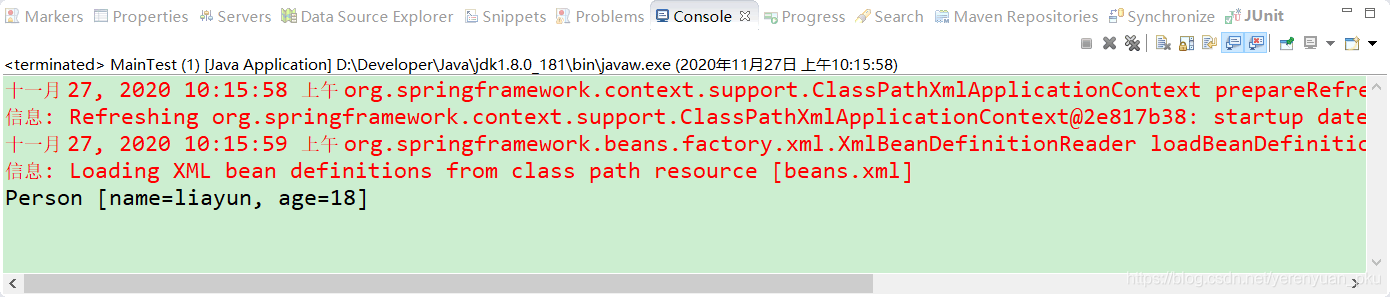 Markers Properties Servers Data Source Explorer Snippets Problems Console Progress Search Maven Repositories Synchronize JUnit
<terminated> MainTest (1) [Java Application] D:\Developer\Java\jdk1.8.0_181\bin\javaw.exe (2020年11月27日 上午10:15:58)
十一月 27, 2020 10:15:58 上午 org.springframework.context.support.ClassPathXmlApplicationContext prepareRefre
信息: Refreshing org.springframework.context.support.ClassPathXmlApplicationContext@2e817b38: startup date
十一月 27, 2020 10:15:59 上午 org.springframework.beans.factory.xml.XmlBeanDefinitionReader loadBeanDefinitio
信息: Loading XML bean definitions from class path resource [beans.xml]
Person [name=liayun, age=18]
https://blog.csdn.net/yerenyuan_pku